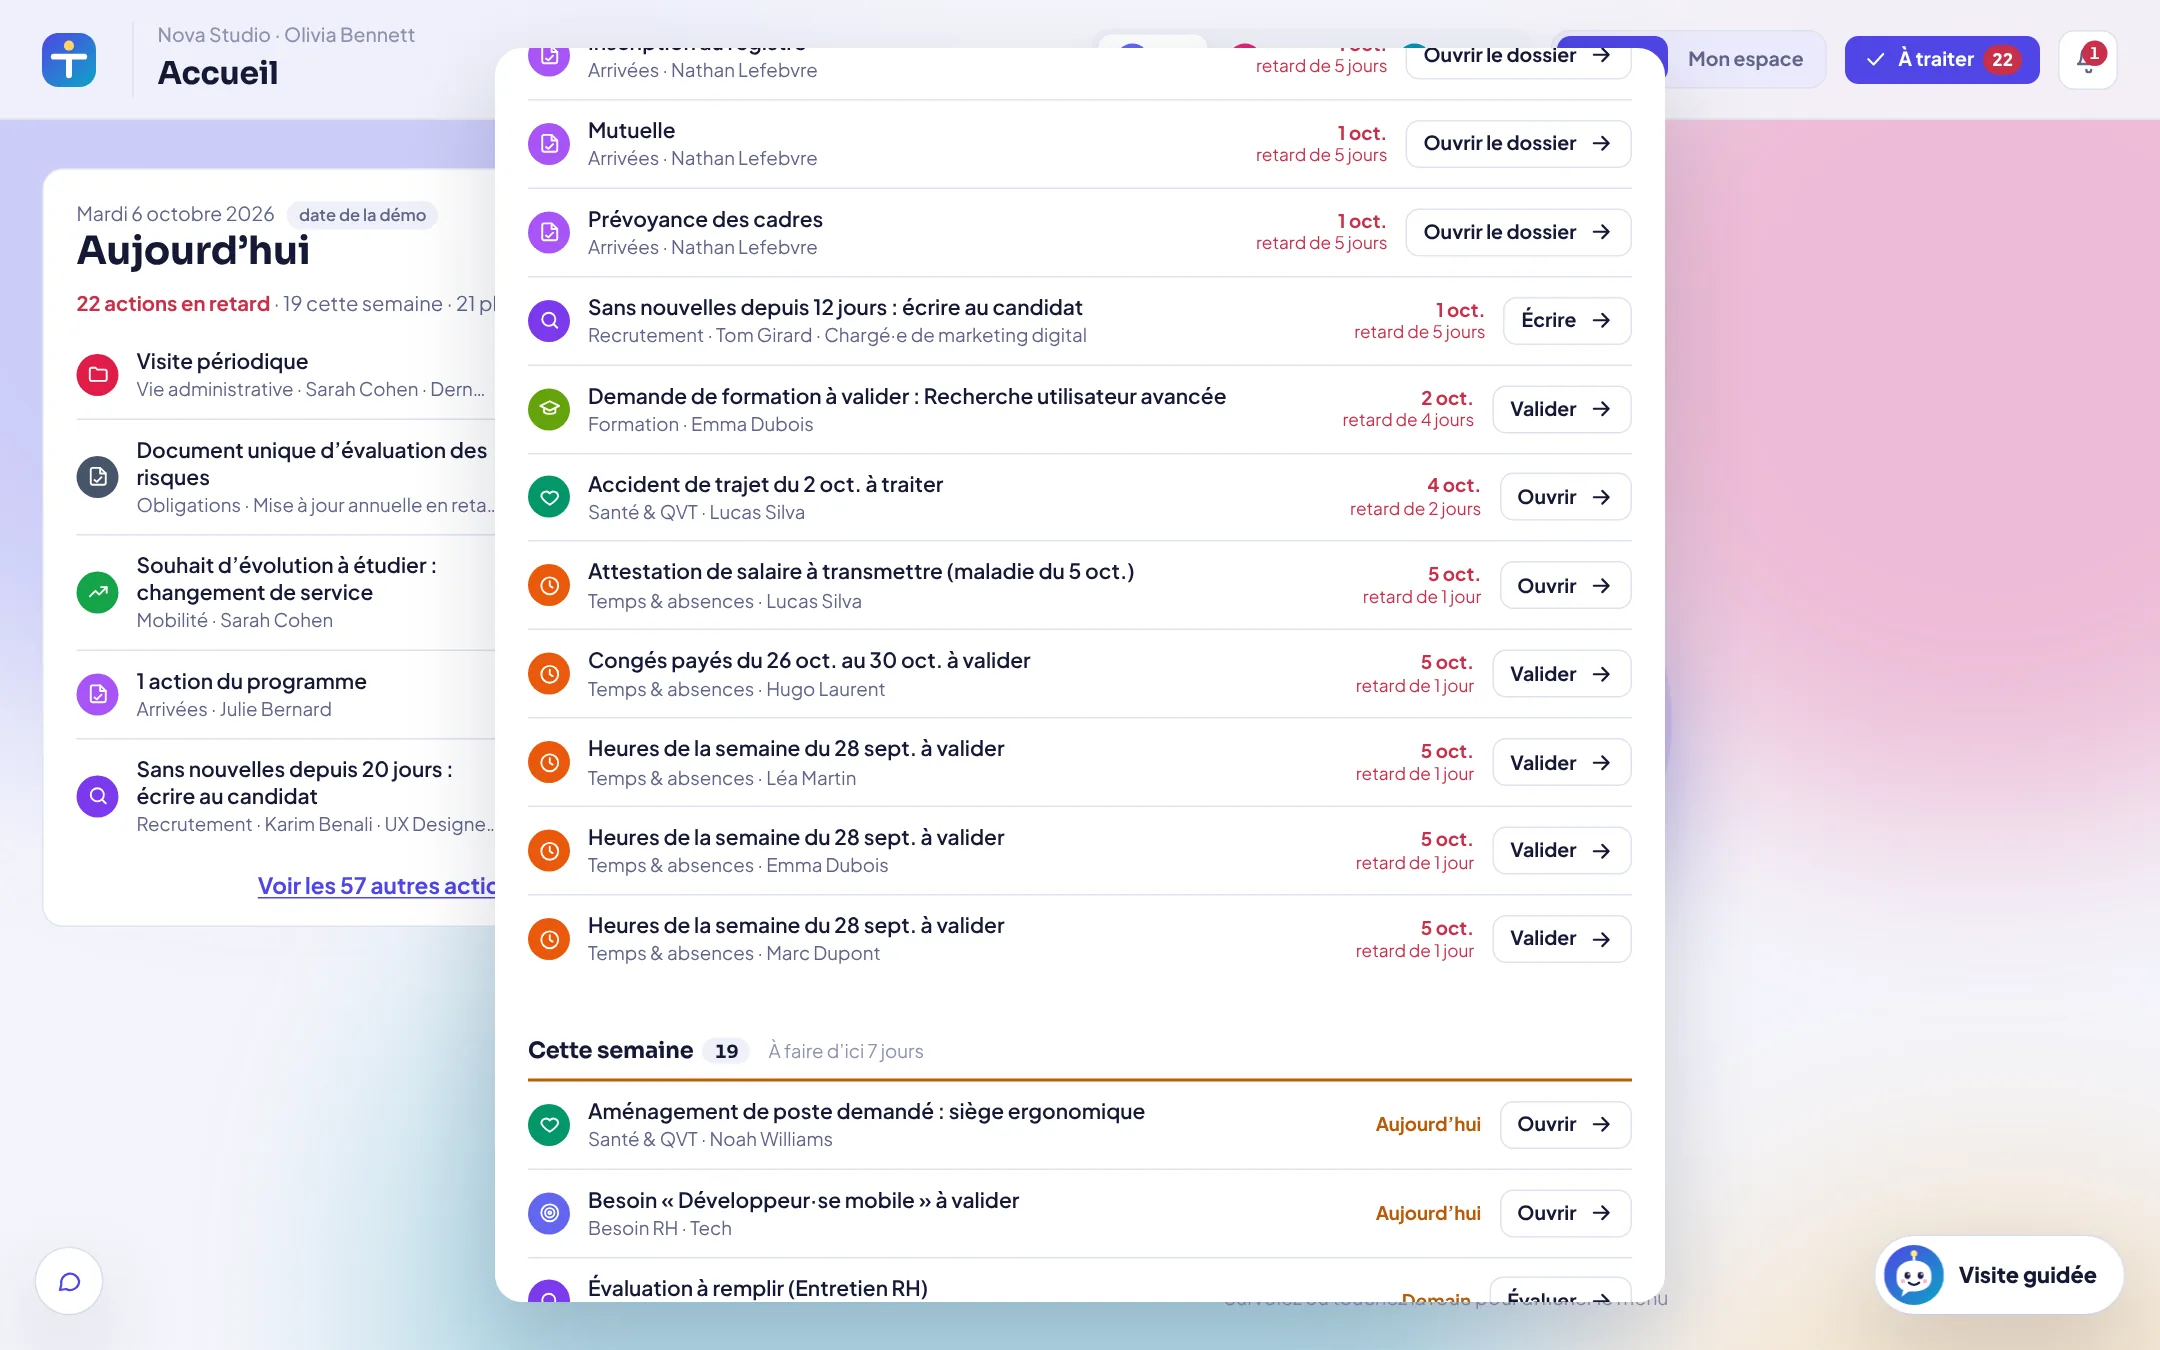 Nova Studio · Olivia Bennett
Accueil
Mon espace
À traiter 22
1
Mardi 6 octobre 2026 date de la démo
Aujourd’hui
22 actions en retard · 19 cette semaine · 21
Visite périodique
Vie administrative · Sarah Cohen · Dern…
Document unique d’évaluation des
risques
Obligations · Mise à jour annuelle en reta…
Souhait d’évolution à étudier :
changement de service
Mobilité · Sarah Cohen
1 action du programme
Arrivées · Julie Bernard
Sans nouvelles depuis 20 jours :
écrire au candidat
Recrutement · Karim Benali · UX Designe…
Voir les 57 autres
Arrivées · Nathan Lefebvre
retard de 5 jours
Ouvrir le dossier
Mutuelle
Arrivées · Nathan Lefebvre
1 oct.
retard de 5 jours
Ouvrir le dossier
Prévoyance des cadres
Arrivées · Nathan Lefebvre
1 oct.
retard de 5 jours
Ouvrir le dossier
Sans nouvelles depuis 12 jours : écrire au candidat
Recrutement · Tom Girard · Chargé·e de marketing digital
1 oct.
retard de 5 jours
Écrire
Demande de formation à valider : Recherche utilisateur avancée
Formation · Emma Dubois
2 oct.
retard de 4 jours
Valider
Accident de trajet du 2 oct. à traiter
Santé & QVT · Lucas Silva
4 oct.
retard de 2 jours
Ouvrir
Attestation de salaire à transmettre (maladie du 5 oct.)
Temps & absences · Lucas Silva
5 oct.
retard de 1 jour
Ouvrir
Congés payés du 26 oct. au 30 oct. à valider
Temps & absences · Hugo Laurent
5 oct.
retard de 1 jour
Valider
Heures de la semaine du 28 sept. à valider
Temps & absences · Léa Martin
5 oct.
retard de 1 jour
Valider
Heures de la semaine du 28 sept. à valider
Temps & absences · Emma Dubois
5 oct.
retard de 1 jour
Valider
Heures de la semaine du 28 sept. à valider
Temps & absences · Marc Dupont
5 oct.
retard de 1 jour
Valider
Cette semaine 19 À faire d’ici 7 jours
Aménagement de poste demandé : siège ergonomique
Santé & QVT · Noah Williams
Aujourd’hui
Ouvrir
Besoin « Développeur·se mobile » à valider
Besoin RH · Tech
Aujourd’hui
Ouvrir
Évaluation à remplir (Entretien RH)
Demain
Évaluer
Visite guidée